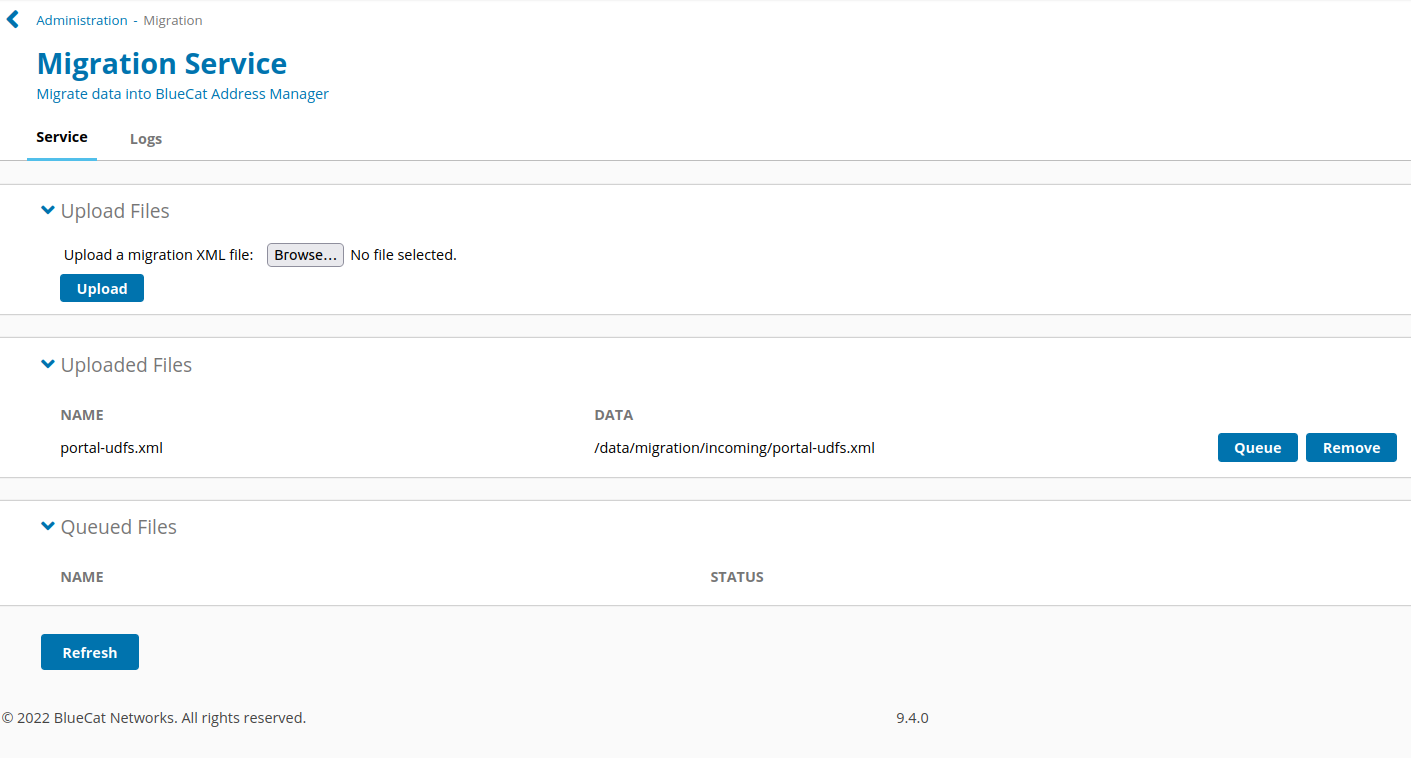 Administration - Migration
Migration Service
Migrate data into BlueCat Address Manager
Service Logs
Upload Files
Upload a migration XML file: Browse... No file selected.
Upload
Uploaded Files
NAME DATA
portal-udfs.xml /data/migration/incoming/portal-udfs.xml Queue Remove
Queued Files
NAME STATUS
Refresh
© 2022 BlueCat Networks. All rights reserved. 9.4.0